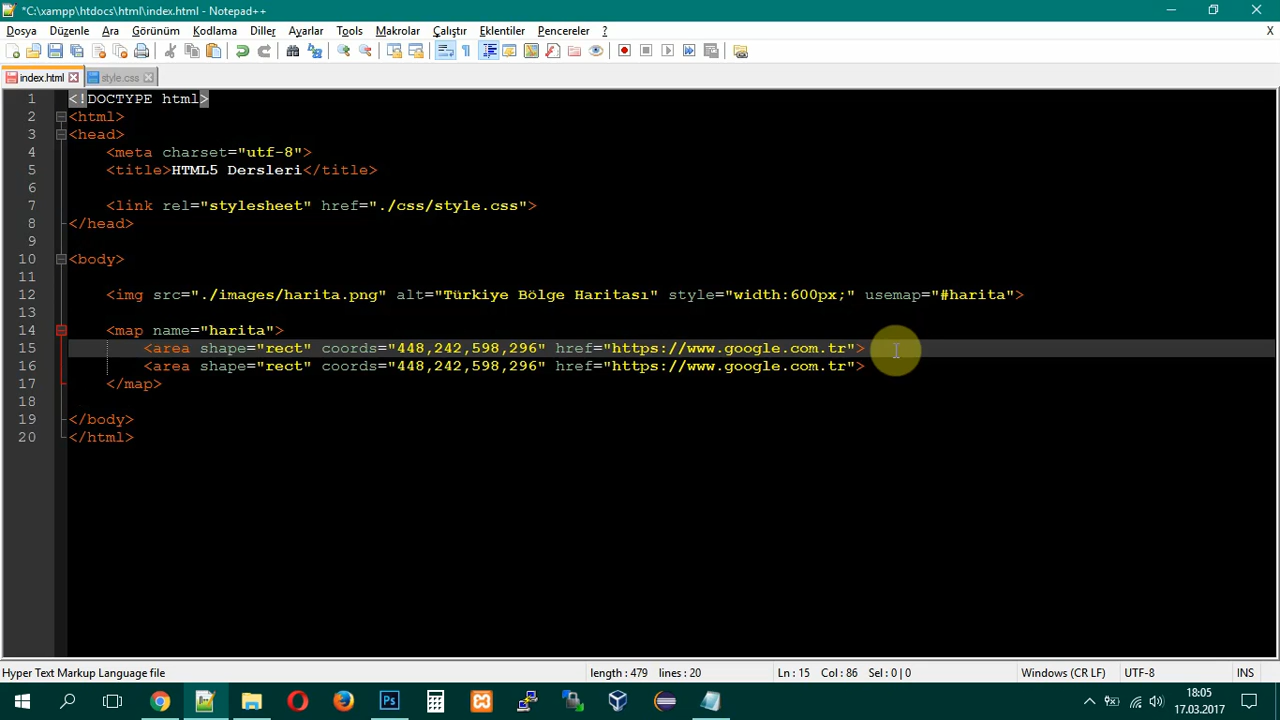 *C:\xampp\htdocs\html\index.html - Notepad++
Dosya Düzenle Ara Görünüm Kodlama Diller Ayarlar Tools Makrolar Çalıştır Eklentiler Pencereler ? X
index.html style.css
1 <!DOCTYPE html>
2 <html>
3 <head>
4 <meta charset="utf-8">
5 <title>HTML5 Dersleri</title>
6
7 <link rel="stylesheet" href="./css/style.css">
8 </head>
9
10 <body>
11
12 <img src="./images/harita.png" alt="Türkiye Bölge Haritası" style="width:600px;" usemap="#harita">
13
14 <map name="harita">
15 <area shape="rect" coords="448,242,598,296" href="https://www.google.com.tr">
16 <area shape="rect" coords="448,242,598,296" href="https://www.google.com.tr">
17 </map>
18
19 </body>
20 </html>
Hyper Text Markup Language file length : 479 lines : 20 Ln : 15 Col : 86 Sel : 0 | 0 Windows (CR LF) UTF-8 INS
Ps
18:05
17.03.2017